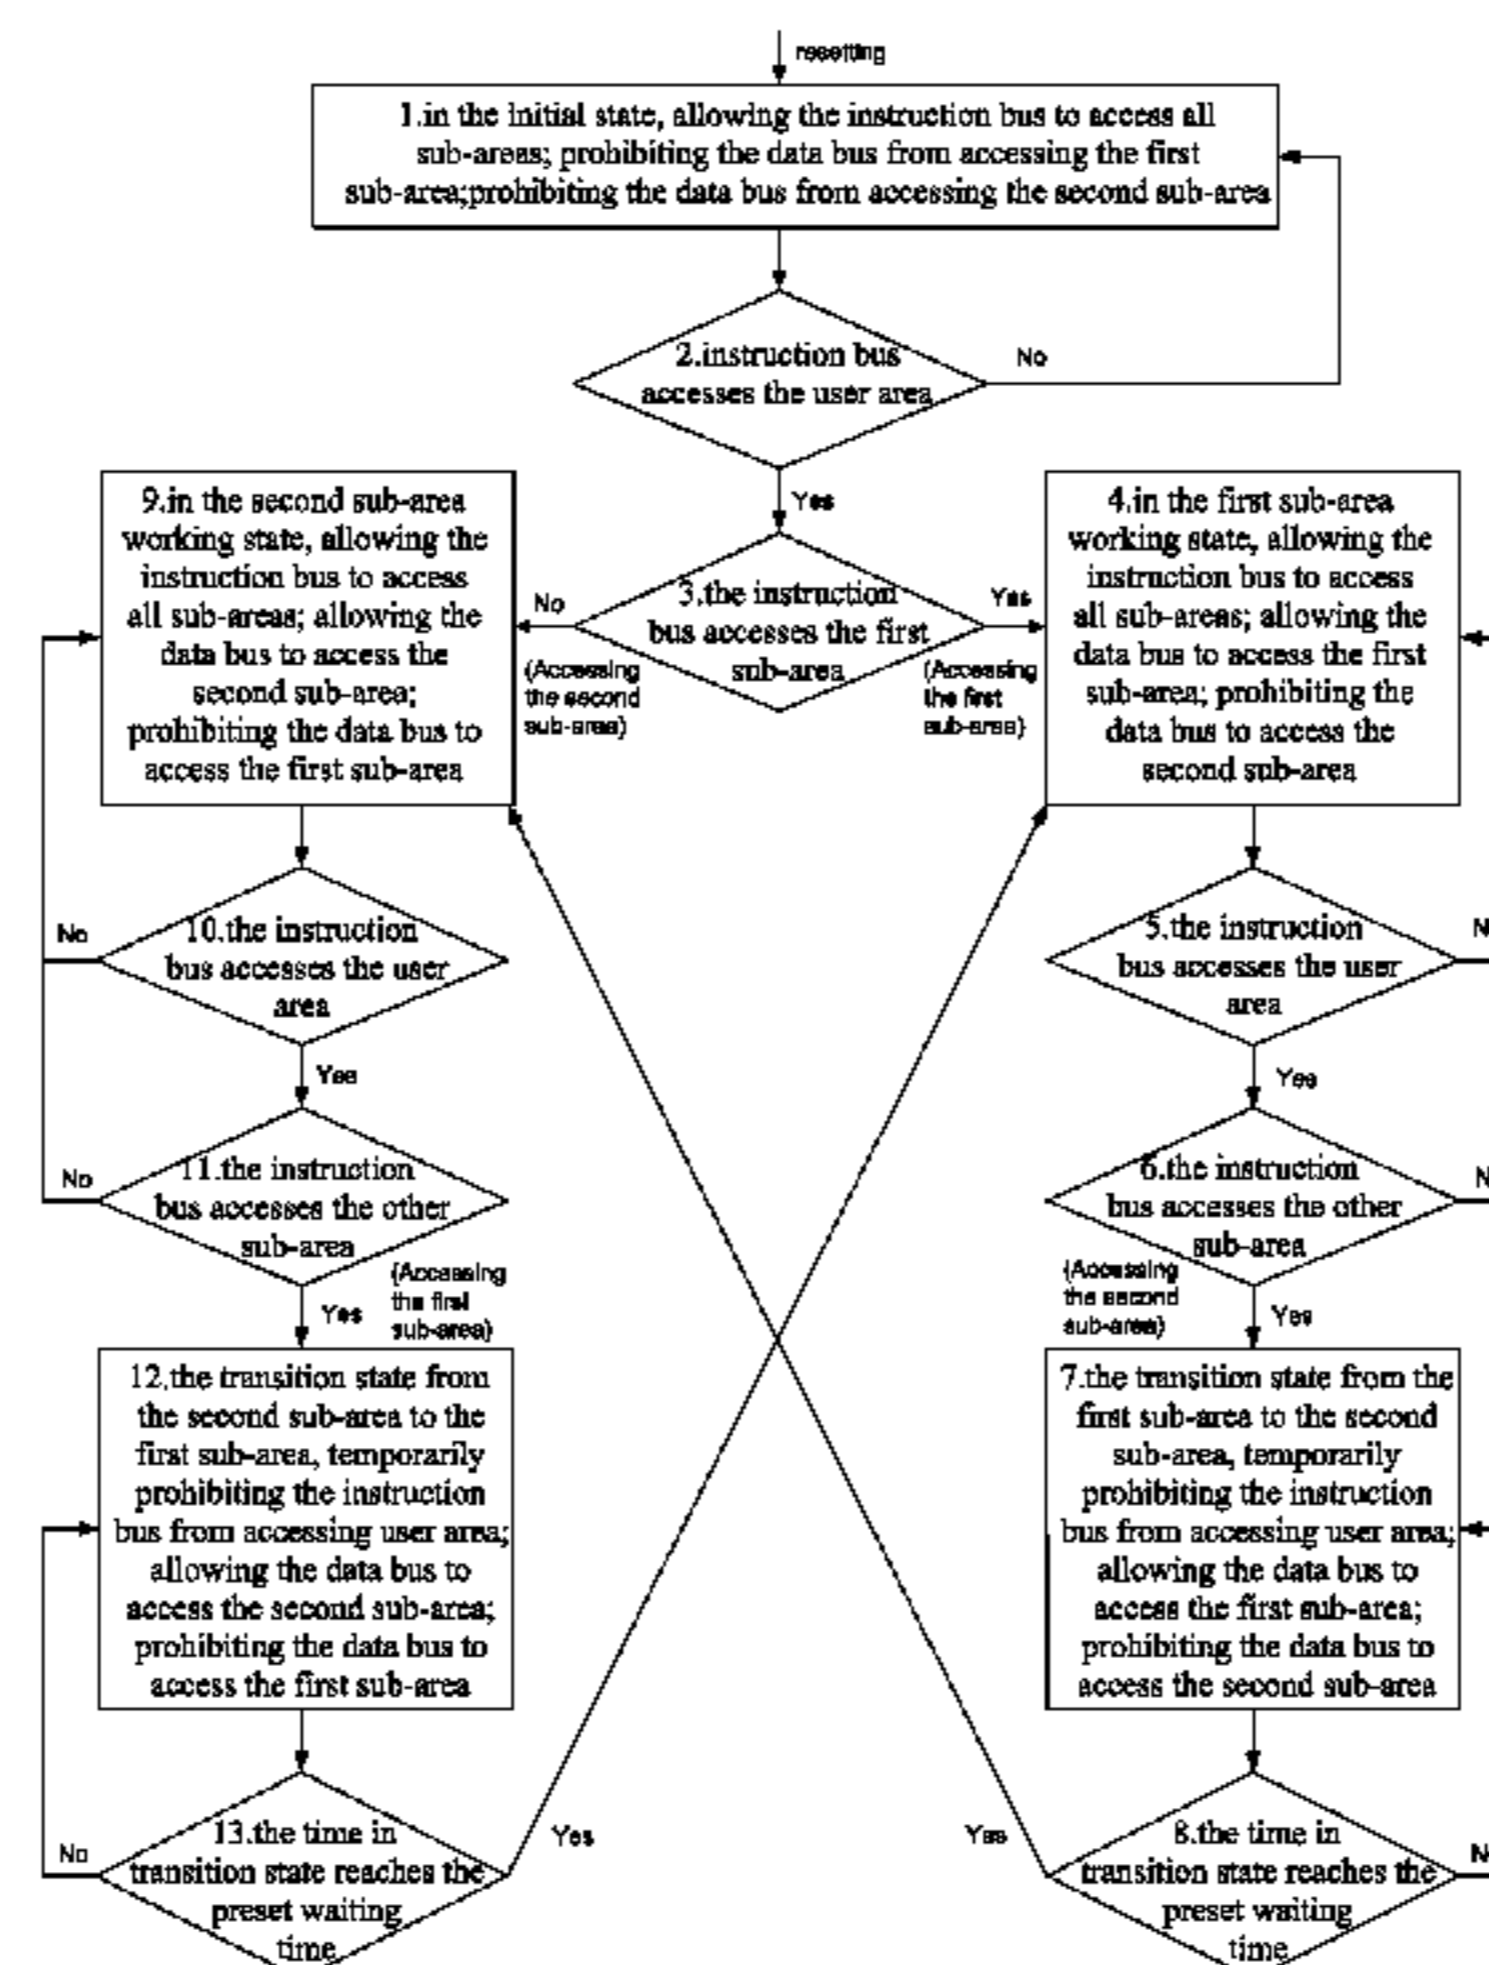 resetting
1.in the initial state, allowing the instruction bus to access all
sub-areas; prohibiting the data bus from accessing the first
sub-area;prohibiting the data bus from accessing the second sub-area
2.instruction bus
accesses the user area
No
Yes
3.the instruction
bus accesses the first
sub-area
No
(Accessing
the second
sub-area)
Yes
(Accessing
the first
sub-area)
9.in the second sub-area
working state, allowing the
instruction bus to access
all sub-areas; allowing the
data bus to access the
second sub-area;
prohibiting the data bus to
access the first sub-area
4.in the first sub-area
working state, allowing the
instruction bus to access
all sub-areas; allowing the
data bus to access the first
sub-area; prohibiting the
data bus to access the
second sub-area
10.the instruction
bus accesses the user
area
No
Yes
5.the instruction
bus accesses the user
area
Yes
11.the instruction
bus accesses the other
sub-area
No
Yes
(Accessing
the first
sub-area)
6.the instruction
bus accesses the other
sub-area
(Accessing
the second
sub-area)
Yes
12.the transition state from
the second sub-area to the
first sub-area, temporarily
prohibiting the instruction
bus from accessing user area;
allowing the data bus to
access the second sub-area;
prohibiting the data bus to
access the first sub-area
7.the transition state from the
first sub-area to the second
sub-area, temporarily
prohibiting the instruction
bus from accessing user area;
allowing the data bus to
access the first sub-area;
prohibiting the data bus to
access the second sub-area
13.the time in
transition state reaches the
preset waiting
time
No
Yes
8.the time in
transition state reaches the
preset waiting
time
Yes